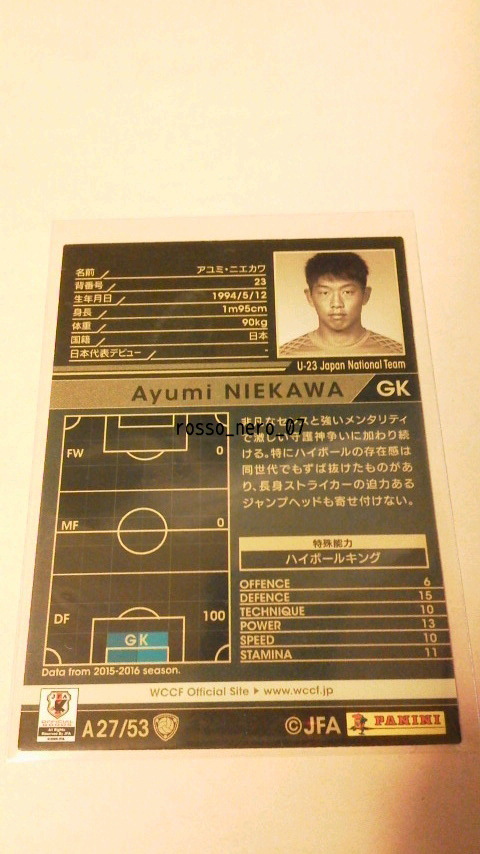 名前 アユミ・ニエカワ
背番号 23
生年月日 1994/5/12
身長 1m95cm
体重 90kg
国籍 日本
日本代表デビュー -
U-23 Japan National Team
Ayumi NIEKAWA GK
rosso_nero_07
FW 0
MF 0
DF 100
GK
Data from 2015-2016 season.
非凡なセンスと強いメンタリティ
で激しい守護神争いに加わり続
ける。特にハイボールの存在感は
同世代でもずば抜けたものがあ
り、長身ストライカーの迫力ある
ジャンプヘッドも寄せ付けない。
特殊能力
ハイボールキング
OFFENCE 6
DEFENCE 15
TECHNIQUE 10
POWER 13
SPEED 10
STAMINA 11
WCCF Official Site ▶ www.wccf.jp
JFA
A27/53
©JFA PANINI